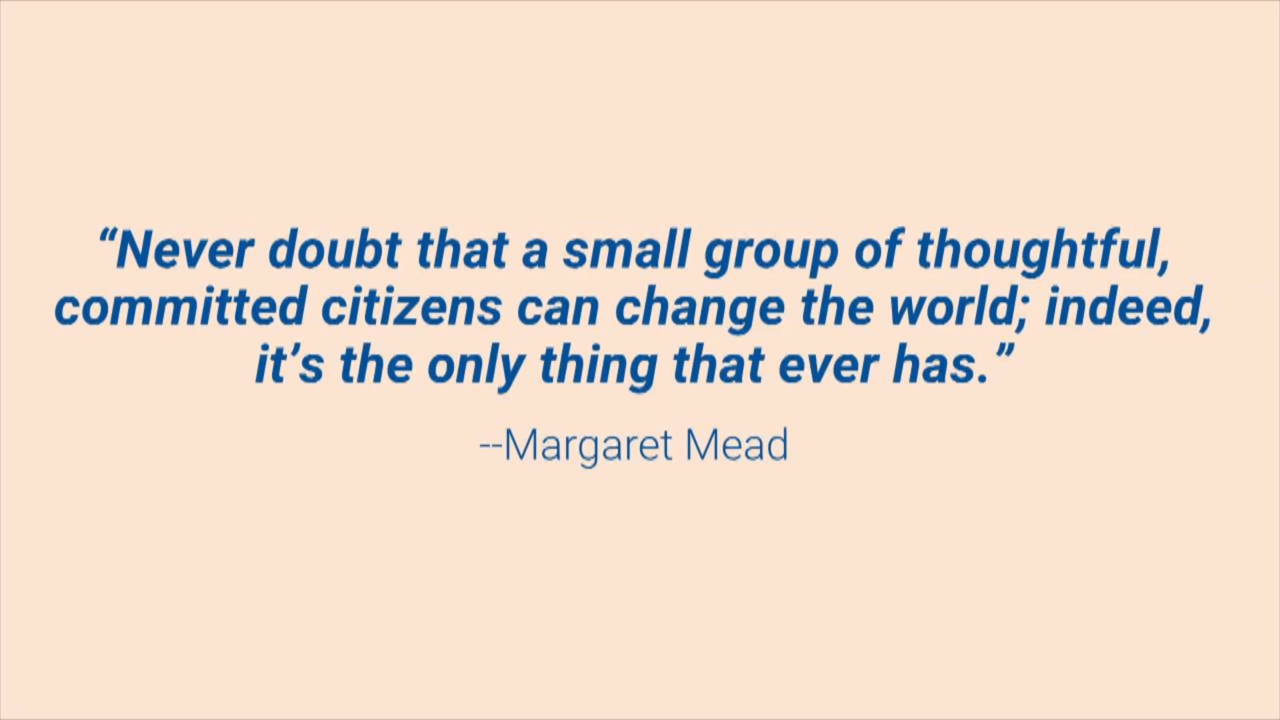 “Never doubt that a small group of thoughtful,
committed citizens can change the world; indeed,
it’s the only thing that ever has.”
--Margaret Mead